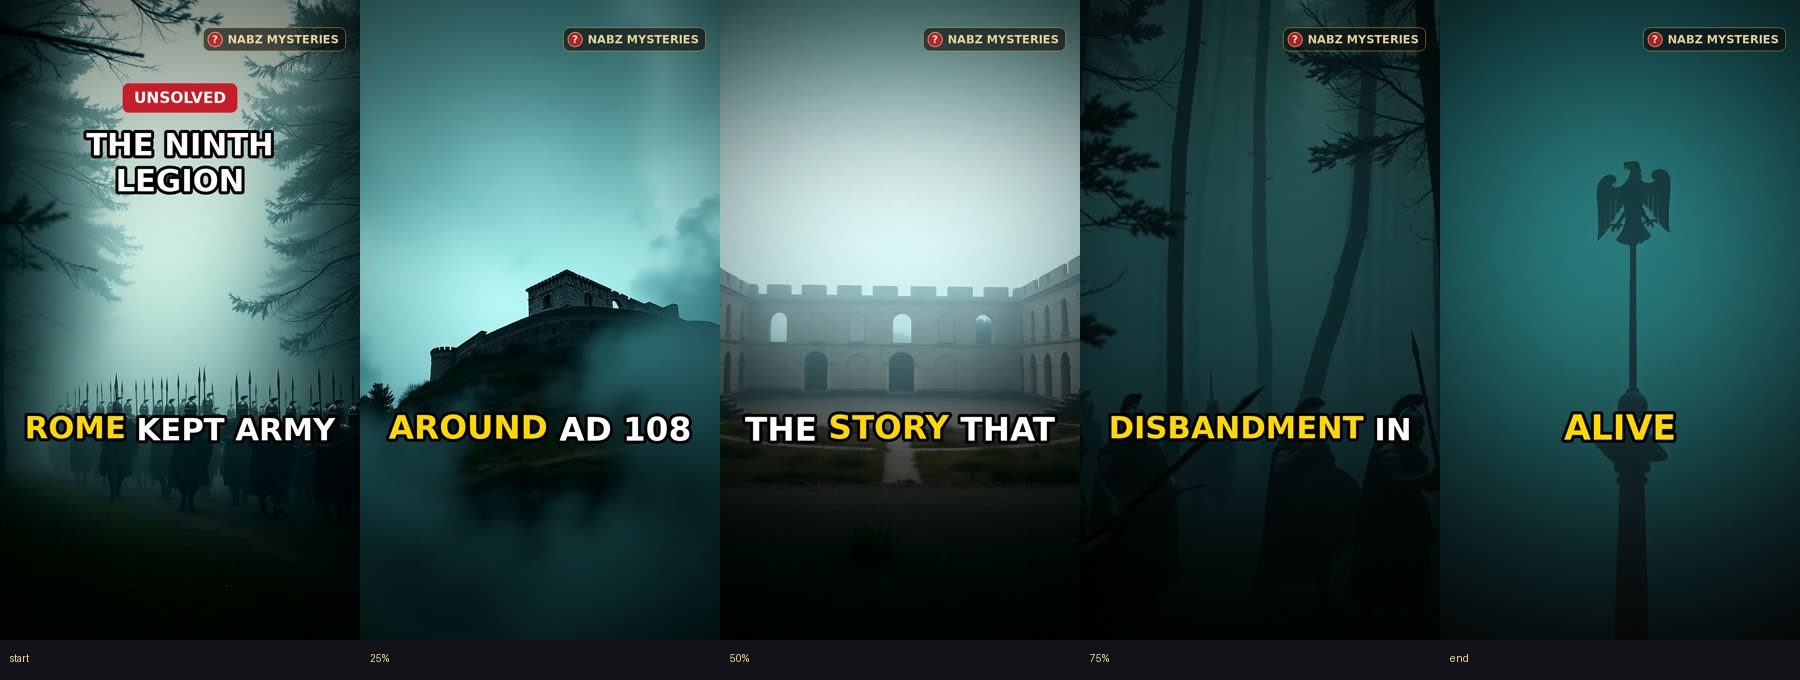 ? NABZ MYSTERIES
UNSOLVED
THE NINTH
LEGION
ROME KEPT ARMY
start
? NABZ MYSTERIES
AROUND AD 108
25%
? NABZ MYSTERIES
THE STORY THAT
50%
? NABZ MYSTERIES
DISBANDMENT IN
75%
? NABZ MYSTERIES
ALIVE
end